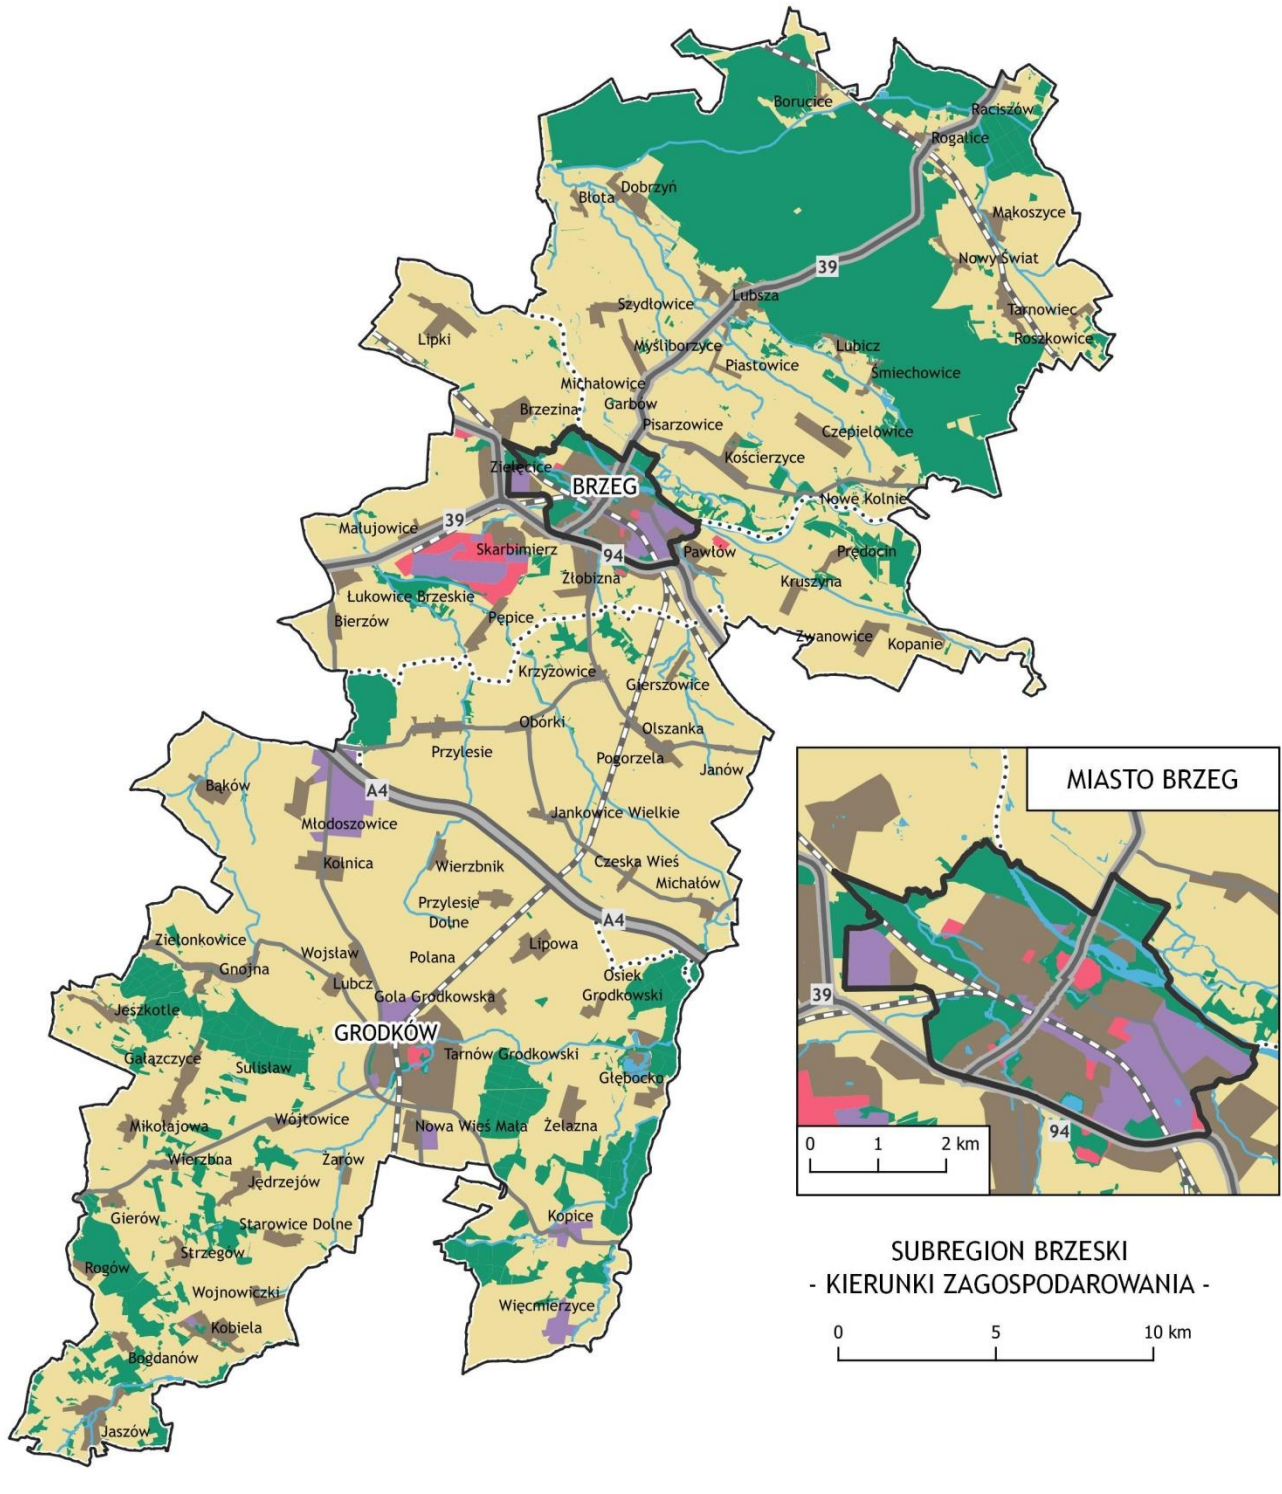 Borucice
Raciszów
Rogalice
Dobrzyń
Błota
Mąkoszyce
Nowy Świat
39
Lubsza
Szydłowice
Tarnowiec
Roszkowice
Lipki
Myśliborzyce
Lubicz
Piastowice
Śmiechowice
Michałowice
Garbów
Brzezina
Pisarzowice
Czepielowice
Kościerzyce
Zielęcice
BRZEG
Nowe Kolnie
39
Małujowice
Skarbimierz
94
Pawłów
Prędocin
Złobizna
Kruszyna
Łukowice Brzeskie
Pępice
Bierzów
Zwanowice
Kopanie
Krzyżowice
Gierszowice
Obórki
Olszanka
Przylesie
Pogorzela
Janów
Bąków
A4
Młodoszowice
Jankowice Wielkie
Kolnica
Wierzbnik
Czeska Wieś
Michałów
Przylesie
Dolne
A4
Zielonkowice
Wojsław
Polana
Lipowa
Gnojna
Lubcz
Osiek
Grodkowski
Gola Grodkowska
Jeszkotle
GRODKÓW
Gałązczyce
Sulisław
Tarnów Grodkowski
Głębocko
Mikołajowa
Wójtowice
Nowa Wieś Mała
Żelazna
Wierzbna
Żarów
Jędrzejów
Gierów
Starowice Dolne
Kopice
Strzegów
Rogów
Wojnowiczki
Więcmierzyce
Kobiela
Bogdanów
Jaszów
MIASTO BRZEG
39
94
0 1 2 km
SUBREGION BRZESKI
- KIERUNKI ZAGOSPODAROWANIA -
0 5 10 km